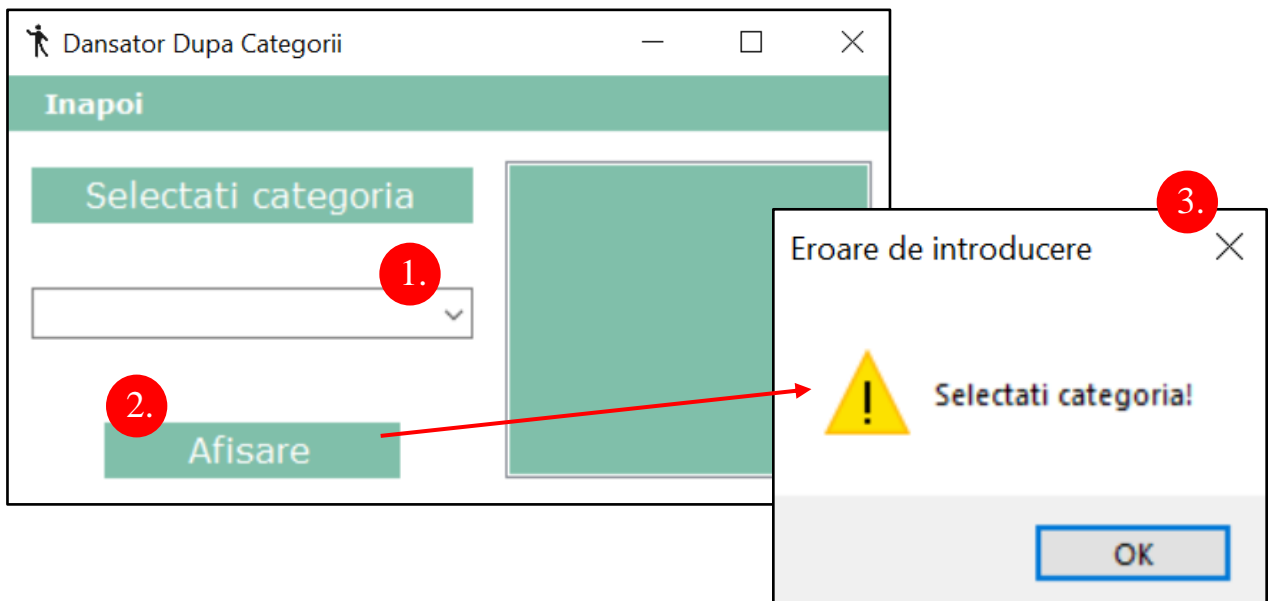 Dansator Dupa Categorii
Inapoi
Selectati categoria
1.
2.
Afisare
3.
Eroare de introducere
Selectati categoria!
OK